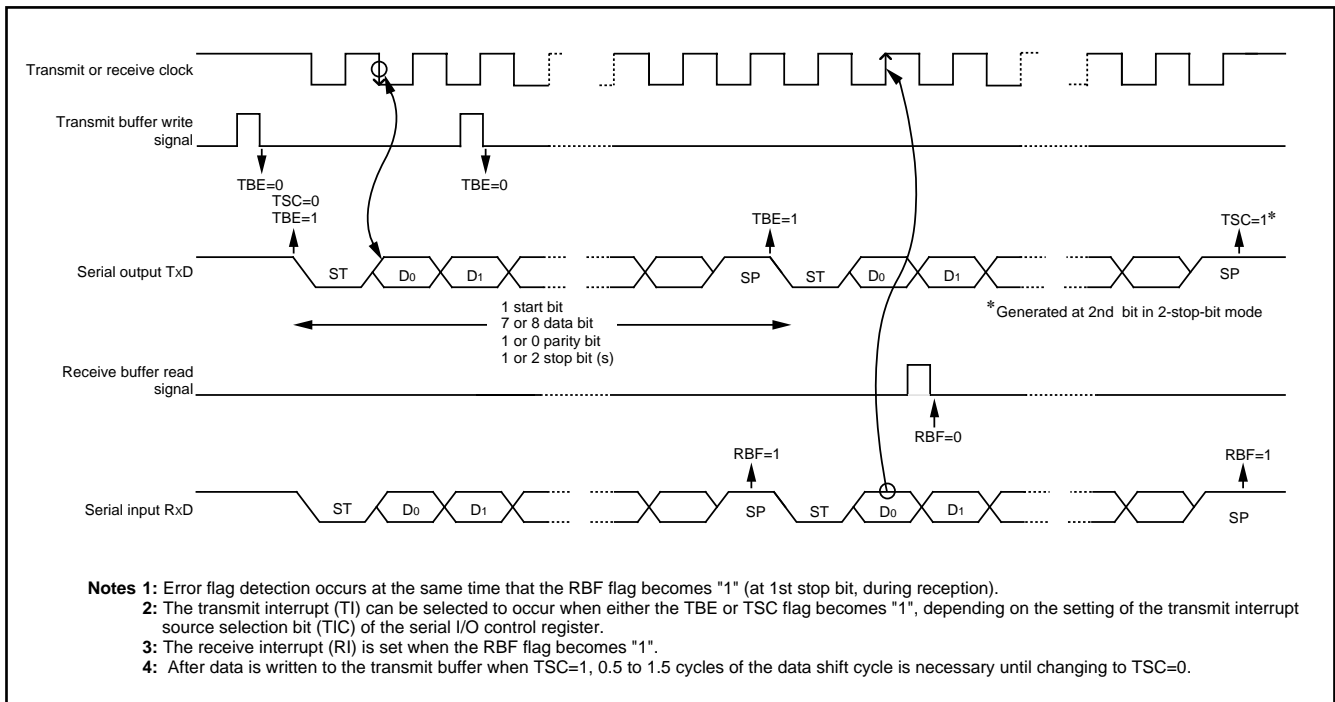 Transmit or receive clock
Transmit buffer write
signal
TBE=0
TBE=0
TSC=0
TBE=1
TBE=1
TSC=1*
Serial output TxD
ST
D0
D1
SP
ST
D0
D1
SP
*Generated at 2nd bit in 2-stop-bit mode
1 start bit
7 or 8 data bit
1 or 0 parity bit
1 or 2 stop bit (s)
Receive buffer read
signal
RBF=0
RBF=1
RBF=1
Serial input RxD
ST
D0
D1
SP
ST
D0
D1
SP
Notes 1: Error flag detection occurs at the same time that the RBF flag becomes "1" (at 1st stop bit, during reception).
2: The transmit interrupt (TI) can be selected to occur when either the TBE or TSC flag becomes "1", depending on the setting of the transmit interrupt
source selection bit (TIC) of the serial I/O control register.
3: The receive interrupt (RI) is set when the RBF flag becomes "1".
4: After data is written to the transmit buffer when TSC=1, 0.5 to 1.5 cycles of the data shift cycle is necessary until changing to TSC=0.